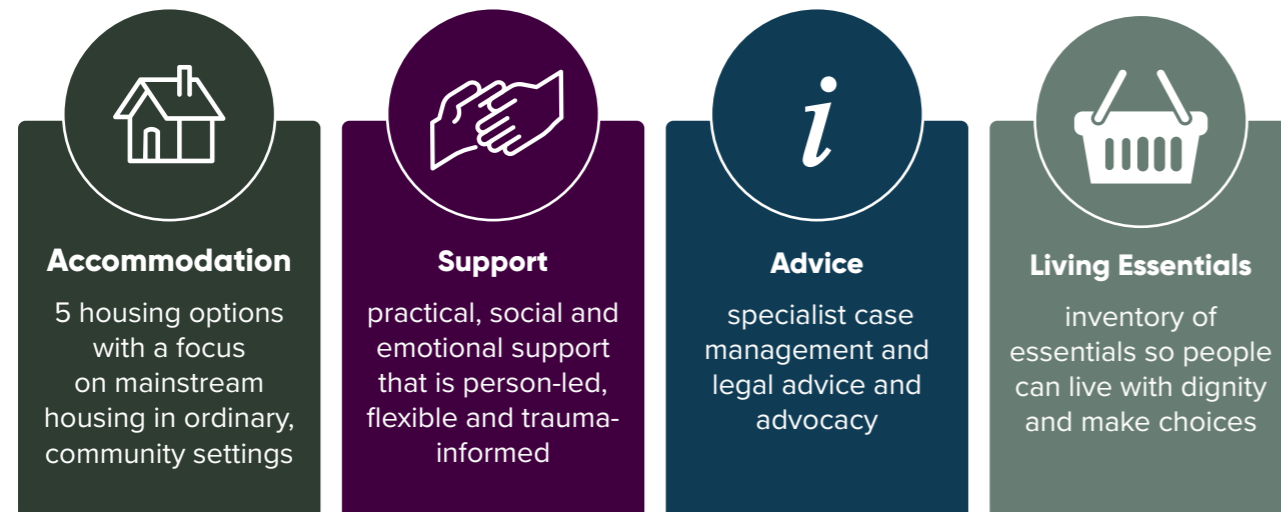 Accommodation
5 housing options
with a focus
on mainstream
housing in ordinary,
community settings
Support
practical, social and
emotional support
that is person-led,
flexible and trauma-
informed
i
Advice
specialist case
management and
legal advice and
advocacy
Living Essentials
inventory of
essentials so people
can live with dignity
and make choices